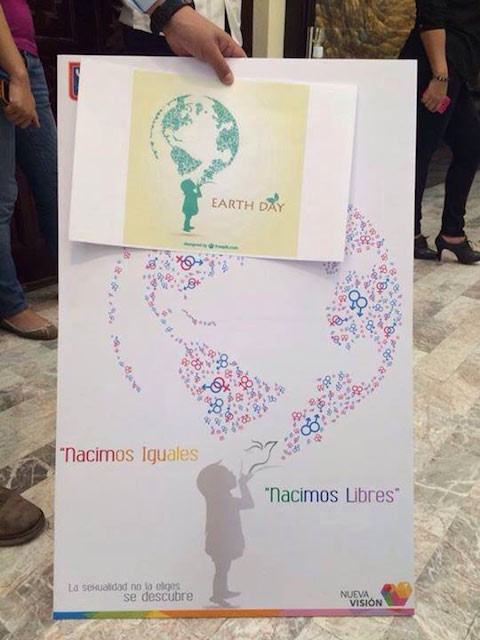 EARTH DAY
designed by freepik.com
"Nacimos Iguales
"Nacimos Libres"
La sexualidad no la eliges
se descubre
NUEVA
VISIÓN